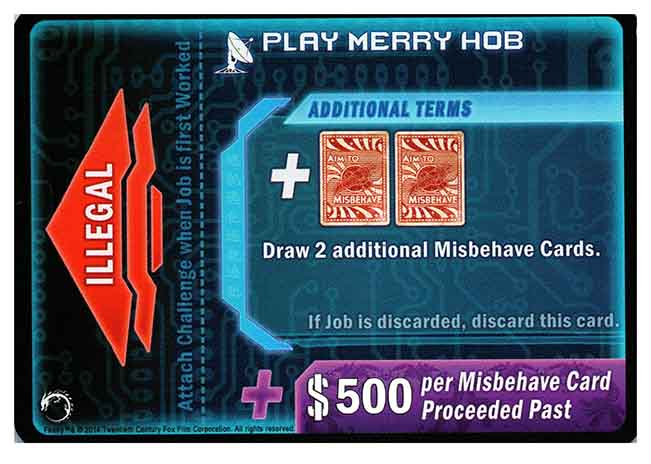 PLAY MERRY HOB
ILLEGAL
Attach Challenge when Job is first Worked
ADDITIONAL TERMS
+
AIM TO
MISBEHAVE
AIM TO
MISBEHAVE
Draw 2 additional Misbehave Cards.
If Job is discarded, discard this card.
+
$500 per Misbehave Card
Proceeded Past
Firefly™ & © 2014 Twentieth Century Fox Film Corporation. All rights reserved.